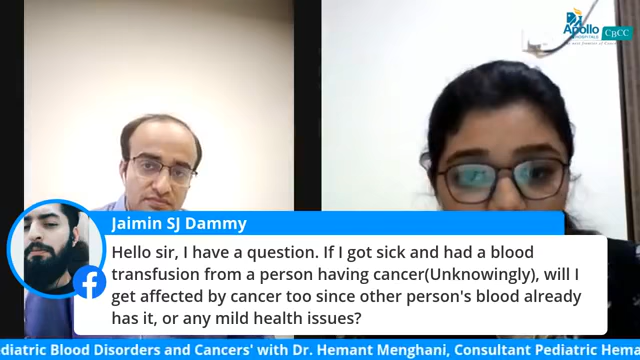 Apollo
HOSPITALS
CBCC
Jaimin SJ Dammy
Hello sir, I have a question. If I got sick and had a blood
transfusion from a person having cancer(Unknowingly), will I
get affected by cancer too since other person's blood already
has it, or any mild health issues?
ediatric Blood Disorders and Cancers' with Dr. Hemant Menghani, Consultant Pediatric Hema